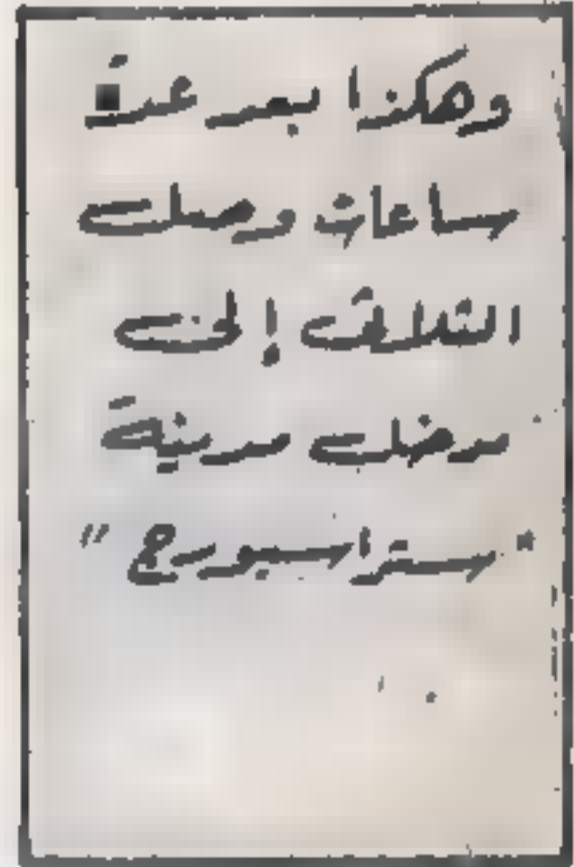 وهكذا بعد عدة
ساعات وصل
الثلاثة إلى
مدخل مدينة
"ستراسبورج"